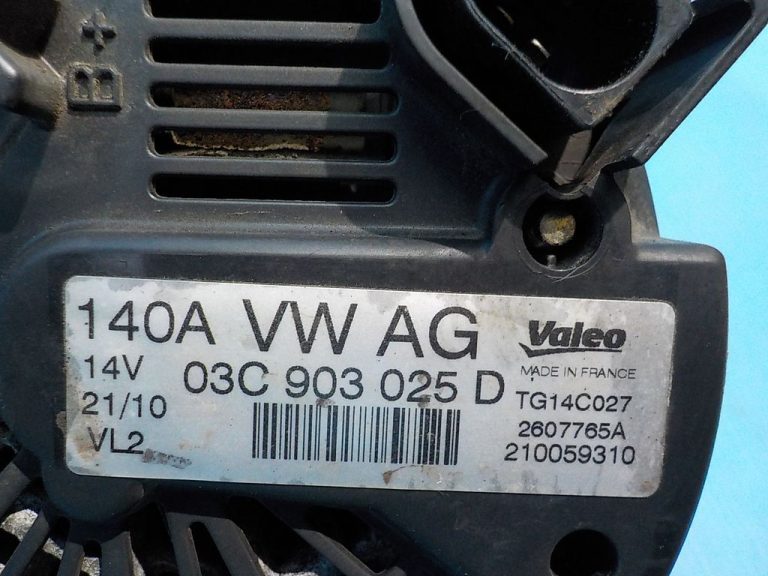 B+
140A VW AG
14V 03C 903 025 D
21/10
VL2
Valeo
MADE IN FRANCE
TG14C027
2607765A
210059310